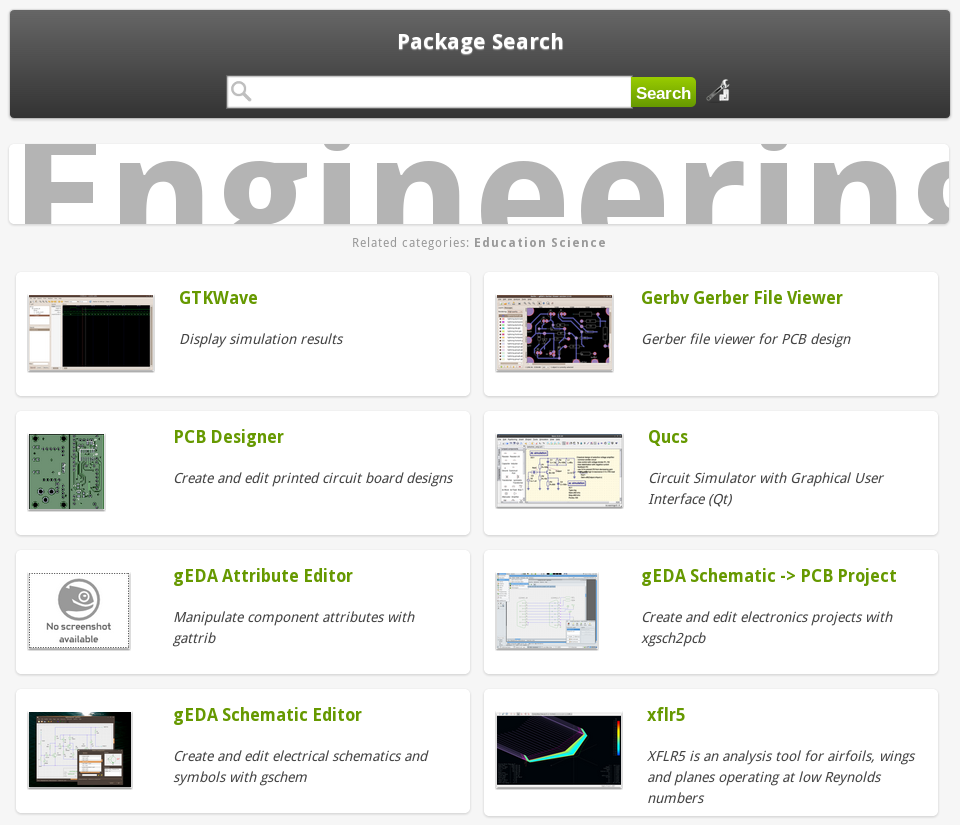 Package Search
Search
Engineering
Related categories: Education Science
GTKWave
Display simulation results
Gerbv Gerber File Viewer
Gerber file viewer for PCB design
PCB Designer
Create and edit printed circuit board designs
Qucs
Circuit Simulator with Graphical User
Interface (Qt)
gEDA Attribute Editor
No screenshot
available
Manipulate component attributes with
gattrib
gEDA Schematic -> PCB Project
Create and edit electronics projects with
xgsch2pcb
gEDA Schematic Editor
Create and edit electrical schematics and
symbols with gschem
xflr5
XFLR5 is an analysis tool for airfoils, wings
and planes operating at low Reynolds
numbers